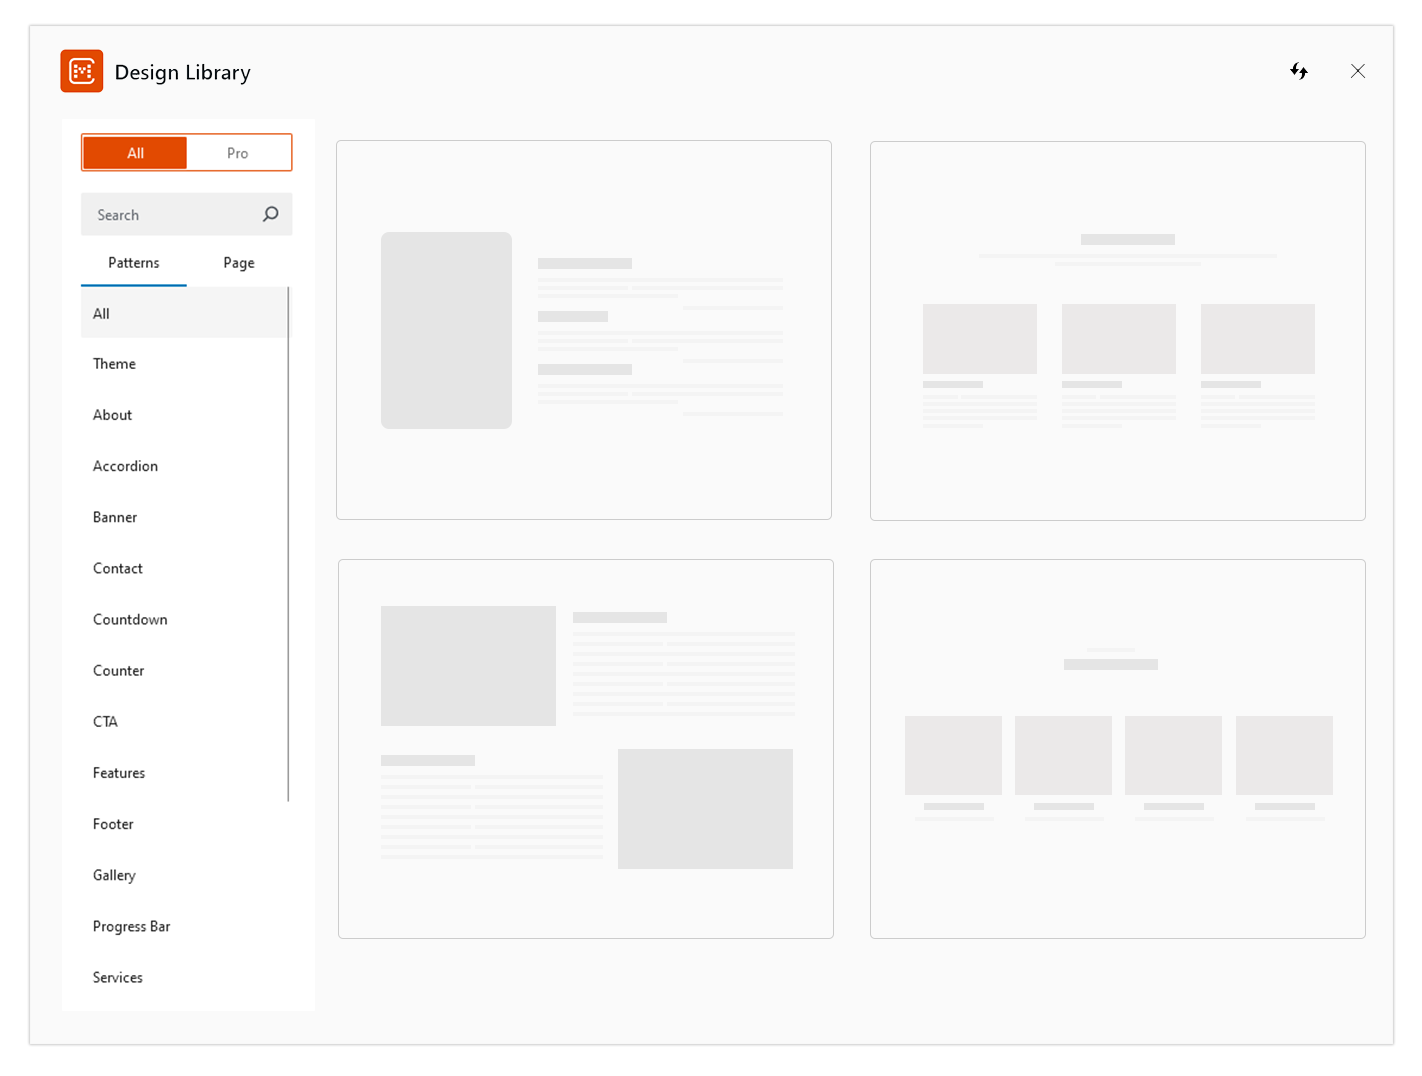 Design Library
All
Pro
Search
Patterns
Page
All
Theme
About
Accordion
Banner
Contact
Countdown
Counter
CTA
Features
Footer
Gallery
Progress Bar
Services